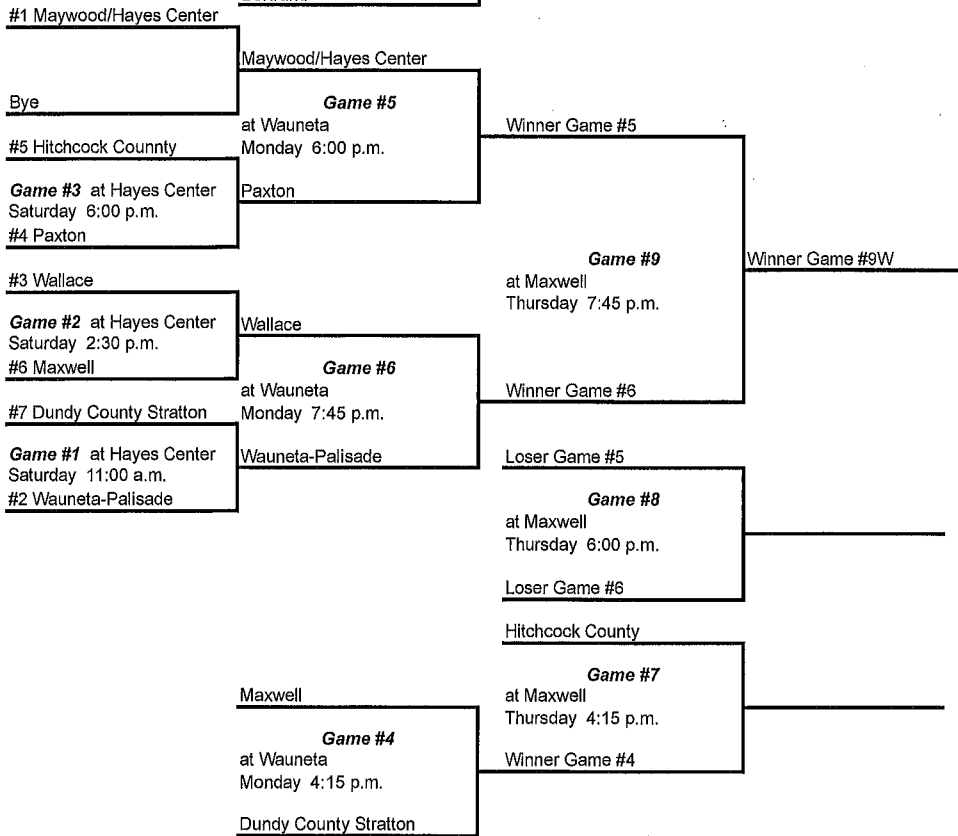 #1 Maywood/Hayes Center
Maywood/Hayes Center
Bye
Game #5
at Wauneta
Monday 6:00 p.m.
Winner Game #5
#5 Hitchcock Counnty
Game #3 at Hayes Center
Saturday 6:00 p.m.
#4 Paxton
Paxton
Game #9
at Maxwell
Thursday 7:45 p.m.
Winner Game #9W
#3 Wallace
Game #2 at Hayes Center
Saturday 2:30 p.m.
#6 Maxwell
Wallace
Game #6
at Wauneta
Monday 7:45 p.m.
Winner Game #6
#7 Dundy County Stratton
Game #1 at Hayes Center
Saturday 11:00 a.m.
#2 Wauneta-Palisade
Wauneta-Palisade
Loser Game #5
Game #8
at Maxwell
Thursday 6:00 p.m.
Loser Game #6
Hitchcock County
Game #7
at Maxwell
Thursday 4:15 p.m.
Winner Game #4
Maxwell
Game #4
at Wauneta
Monday 4:15 p.m.
Dundy County Stratton